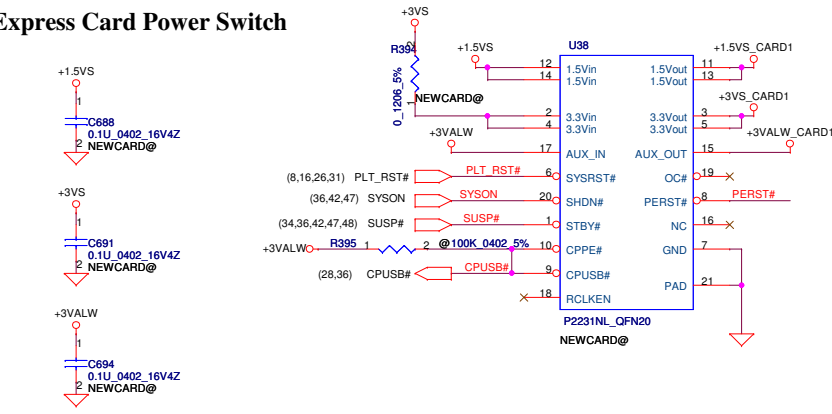 Express Card Power Switch
+1.5VS
1
C688
0.1U_0402_16V4Z
2 NEWCARD@
+3VS
1
C691
0.1U_0402_16V4Z
2 NEWCARD@
+3VALW
1
C694
0.1U_0402_16V4Z
2 NEWCARD@
+3VS
R394
2
0_1206_5%
1
NEWCARD@
+1.5VS
+3VALW
(8,16,26,31) PLT_RST# PLT_RST#
(36,42,47) SYSON SYSON
(34,36,42,47,48) SUSP# SUSP#
+3VALW R395 1 2 @100K_0402_5%
(28,36) CPUSB# CPUSB#
U38
12 1.5Vin 1.5Vout 11
14 1.5Vin 1.5Vout 13
2 3.3Vin 3.3Vout 3
4 3.3Vin 3.3Vout 5
17 AUX_IN AUX_OUT 15
6 SYSRST# OC# 19
20 SHDN# PERST# 8 PERST#
1 STBY# NC 16
10 CPPE# GND 7
9 CPUSB#
PAD 21
18 RCLKEN
P2231NL_QFN20
NEWCARD@
+1.5VS_CARD1
+3VS_CARD1
+3VALW_CARD1